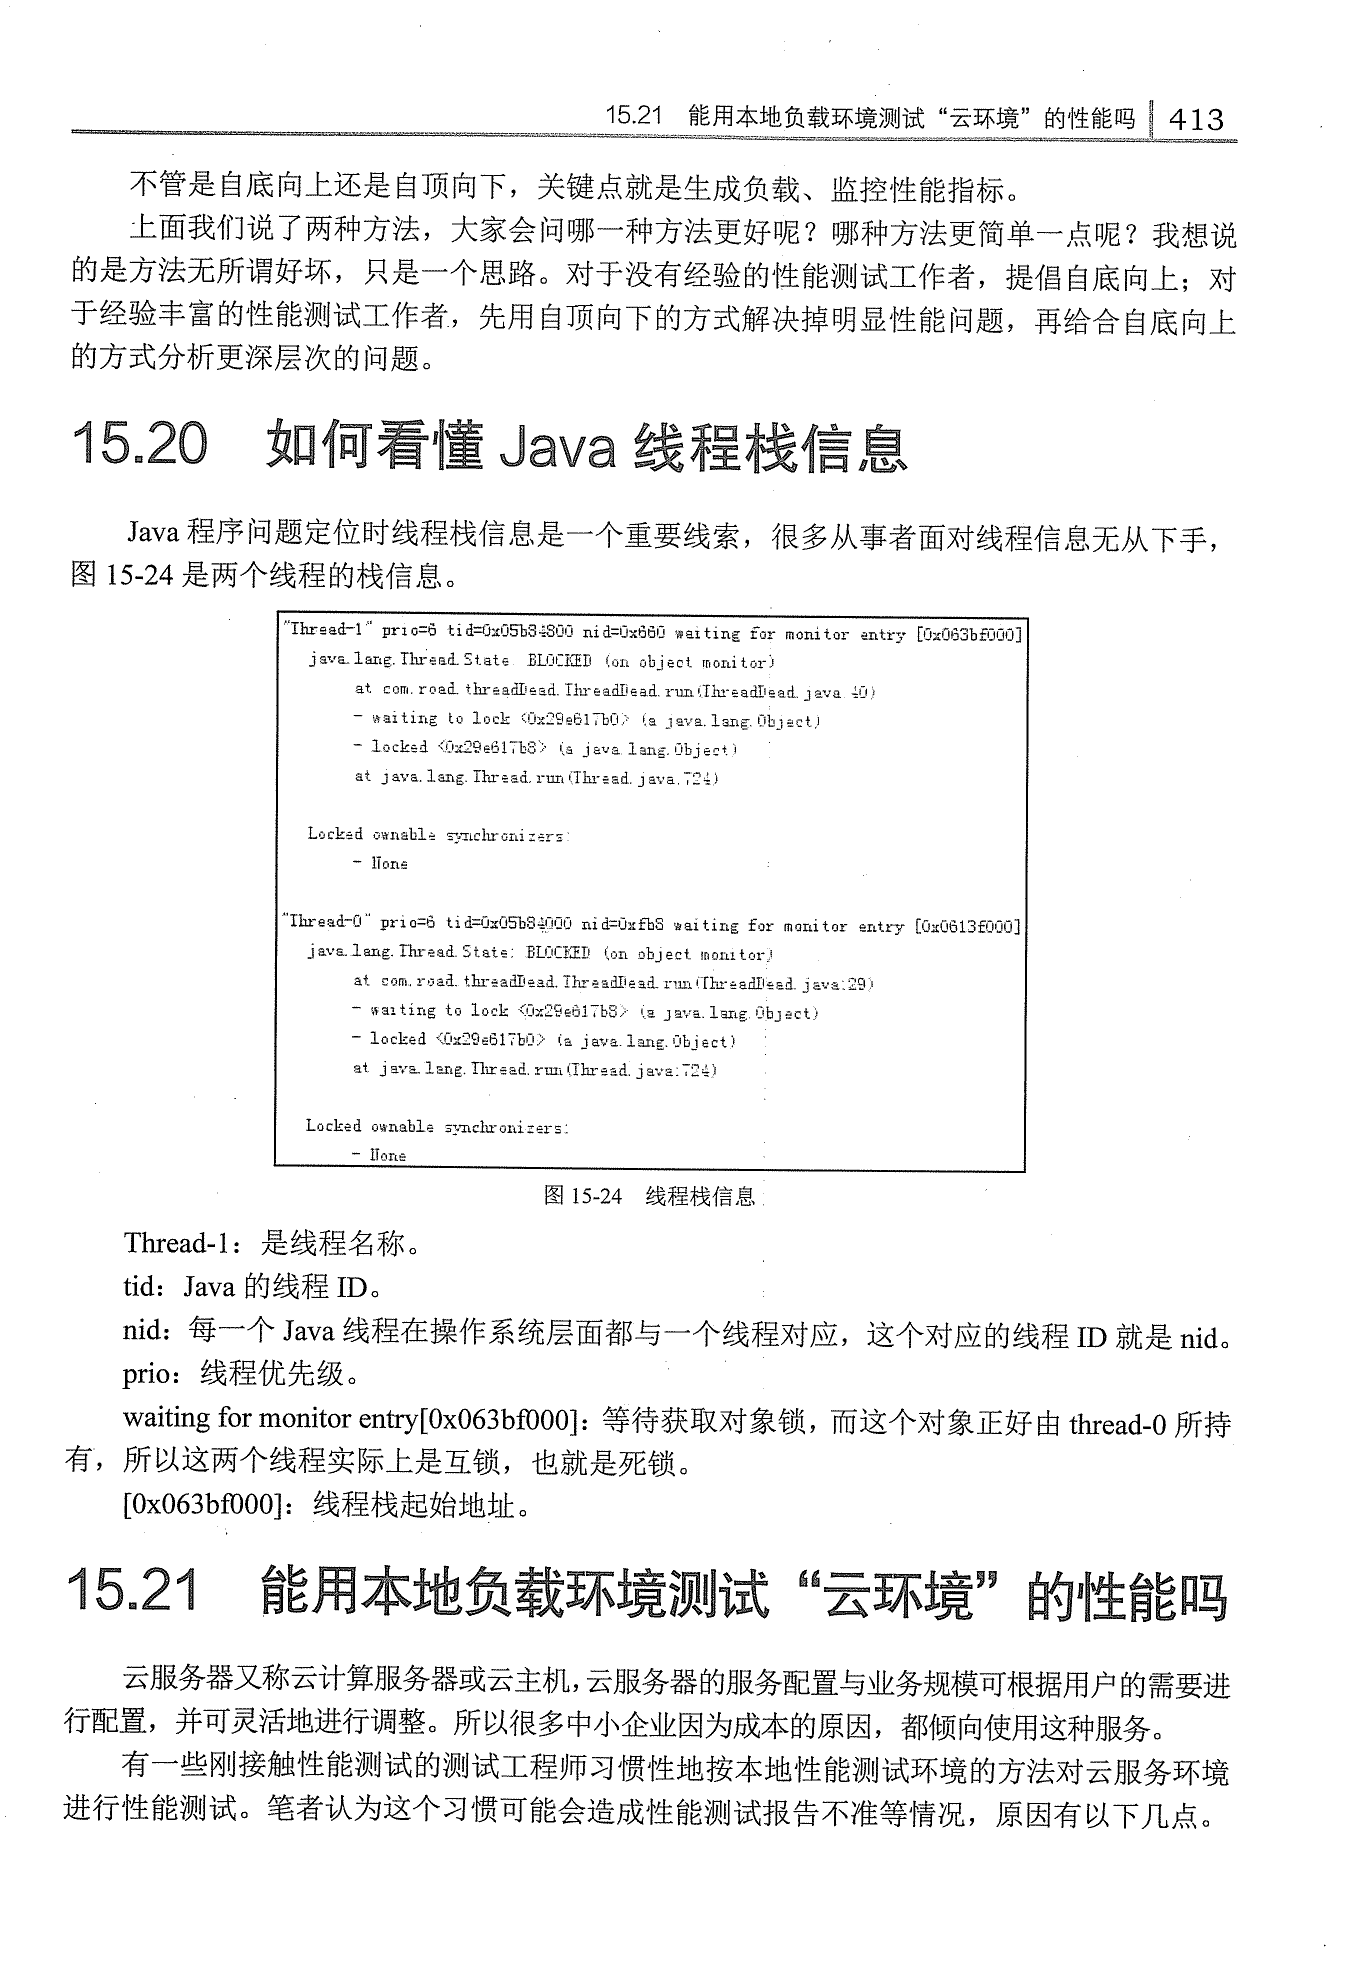 15.21 能用本地负载环境测试“云环境”的性能吗 413
不管是自底向上还是自顶向下，关键点就是生成负载、监控性能指标。
上面我们说了两种方法，大家会问哪一种方法更好呢？哪种方法更简单一点呢？我想说
的是方法无所谓好坏，只是一个思路。对于没有经验的性能测试工作者，提倡自底向上；对
于经验丰富的性能测试工作者，先用自顶向下的方式解决掉明显性能问题，再给合自底向上
的方式分析更深层次的问题。
15.20 如何看懂 Java 线程栈信息
Java 程序问题定位时线程栈信息是一个重要线索，很多从事者面对线程信息无从下手，
图 15-24 是两个线程的栈信息。
"Thread-1" prio=6 tid=0x05b84800 nid=0x660 waiting for monitor entry [0x063bf000]
java.lang.Thread.State BLOCKED (on object monitor)
at com.road.threadDead.ThreadDead.run(ThreadDead.java 40)
- waiting to lock <0x29e617b0> (a java.lang.Object)
- locked <0x29e617b8> (a java.lang.Object)
at java.lang.Thread.run(Thread.java.724)
Locked ownable synchronizers:
- None
"Thread-0" prio=6 tid=0x05b84000 nid=0xfb8 waiting for monitor entry [0x0613f000]
java.lang.Thread.State: BLOCKED (on object monitor)
at com.road.threadDead.ThreadDead.run(ThreadDead.java:29)
- waiting to lock <0x29e617b8> (a java.lang.Object)
- locked <0x29e617b0> (a java.lang.Object)
at java.lang.Thread.run(Thread.java:724)
Locked ownable synchronizers:
- None
图 15-24 线程栈信息
Thread-1：是线程名称。
tid：Java 的线程 ID。
nid：每一个 Java 线程在操作系统层面都与一个线程对应，这个对应的线程 ID 就是 nid。
prio：线程优先级。
waiting for monitor entry[0x063bf000]：等待获取对象锁，而这个对象正好由 thread-0 所持
有，所以这两个线程实际上是互锁，也就是死锁。
[0x063bf000]：线程栈起始地址。
15.21 能用本地负载环境测试“云环境”的性能吗
云服务器又称云计算服务器或云主机，云服务器的服务配置与业务规模可根据用户的需要进
行配置，并可灵活地进行调整。所以很多中小企业因为成本的原因，都倾向使用这种服务。
有一些刚接触性能测试的测试工程师习惯性地按本地性能测试环境的方法对云服务环境
进行性能测试。笔者认为这个习惯可能会造成性能测试报告不准等情况，原因有以下几点。